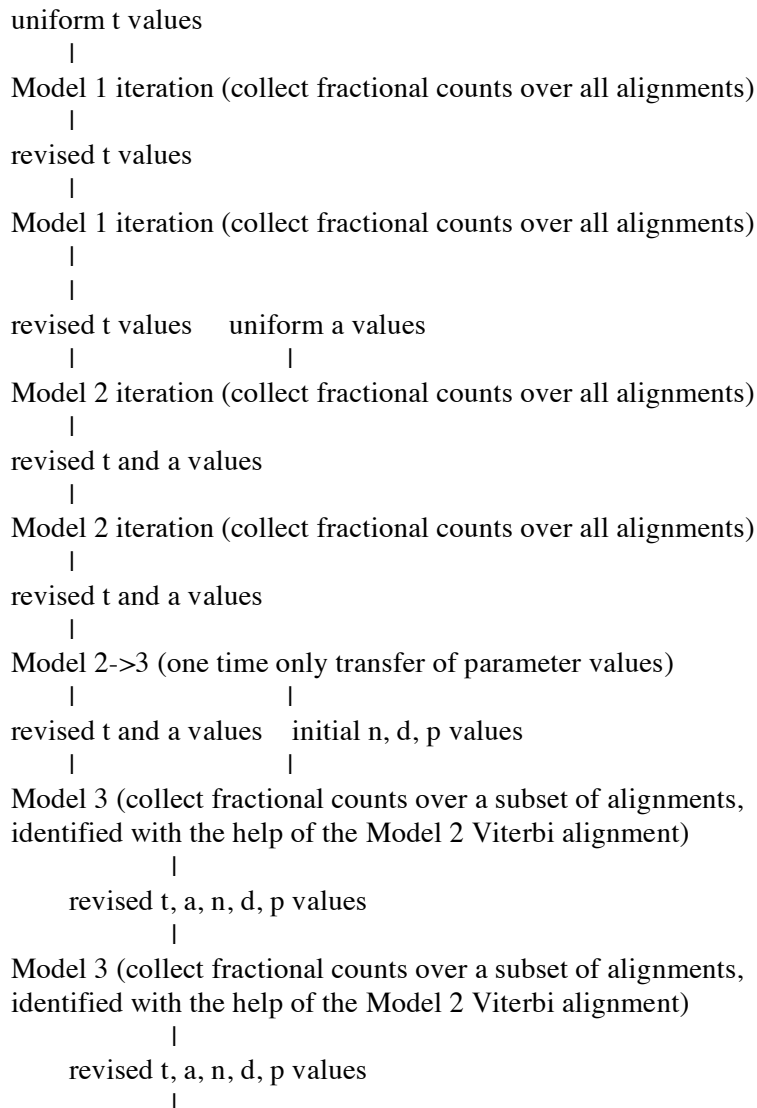 uniform t values
|
Model 1 iteration (collect fractional counts over all alignments)
|
revised t values
|
Model 1 iteration (collect fractional counts over all alignments)
|
|
revised t values uniform a values
| |
Model 2 iteration (collect fractional counts over all alignments)
|
revised t and a values
|
Model 2 iteration (collect fractional counts over all alignments)
|
revised t and a values
|
Model 2->3 (one time only transfer of parameter values)
| |
revised t and a values initial n, d, p values
| |
Model 3 (collect fractional counts over a subset of alignments,
identified with the help of the Model 2 Viterbi alignment)
|
revised t, a, n, d, p values
|
Model 3 (collect fractional counts over a subset of alignments,
identified with the help of the Model 2 Viterbi alignment)
|
revised t, a, n, d, p values
|